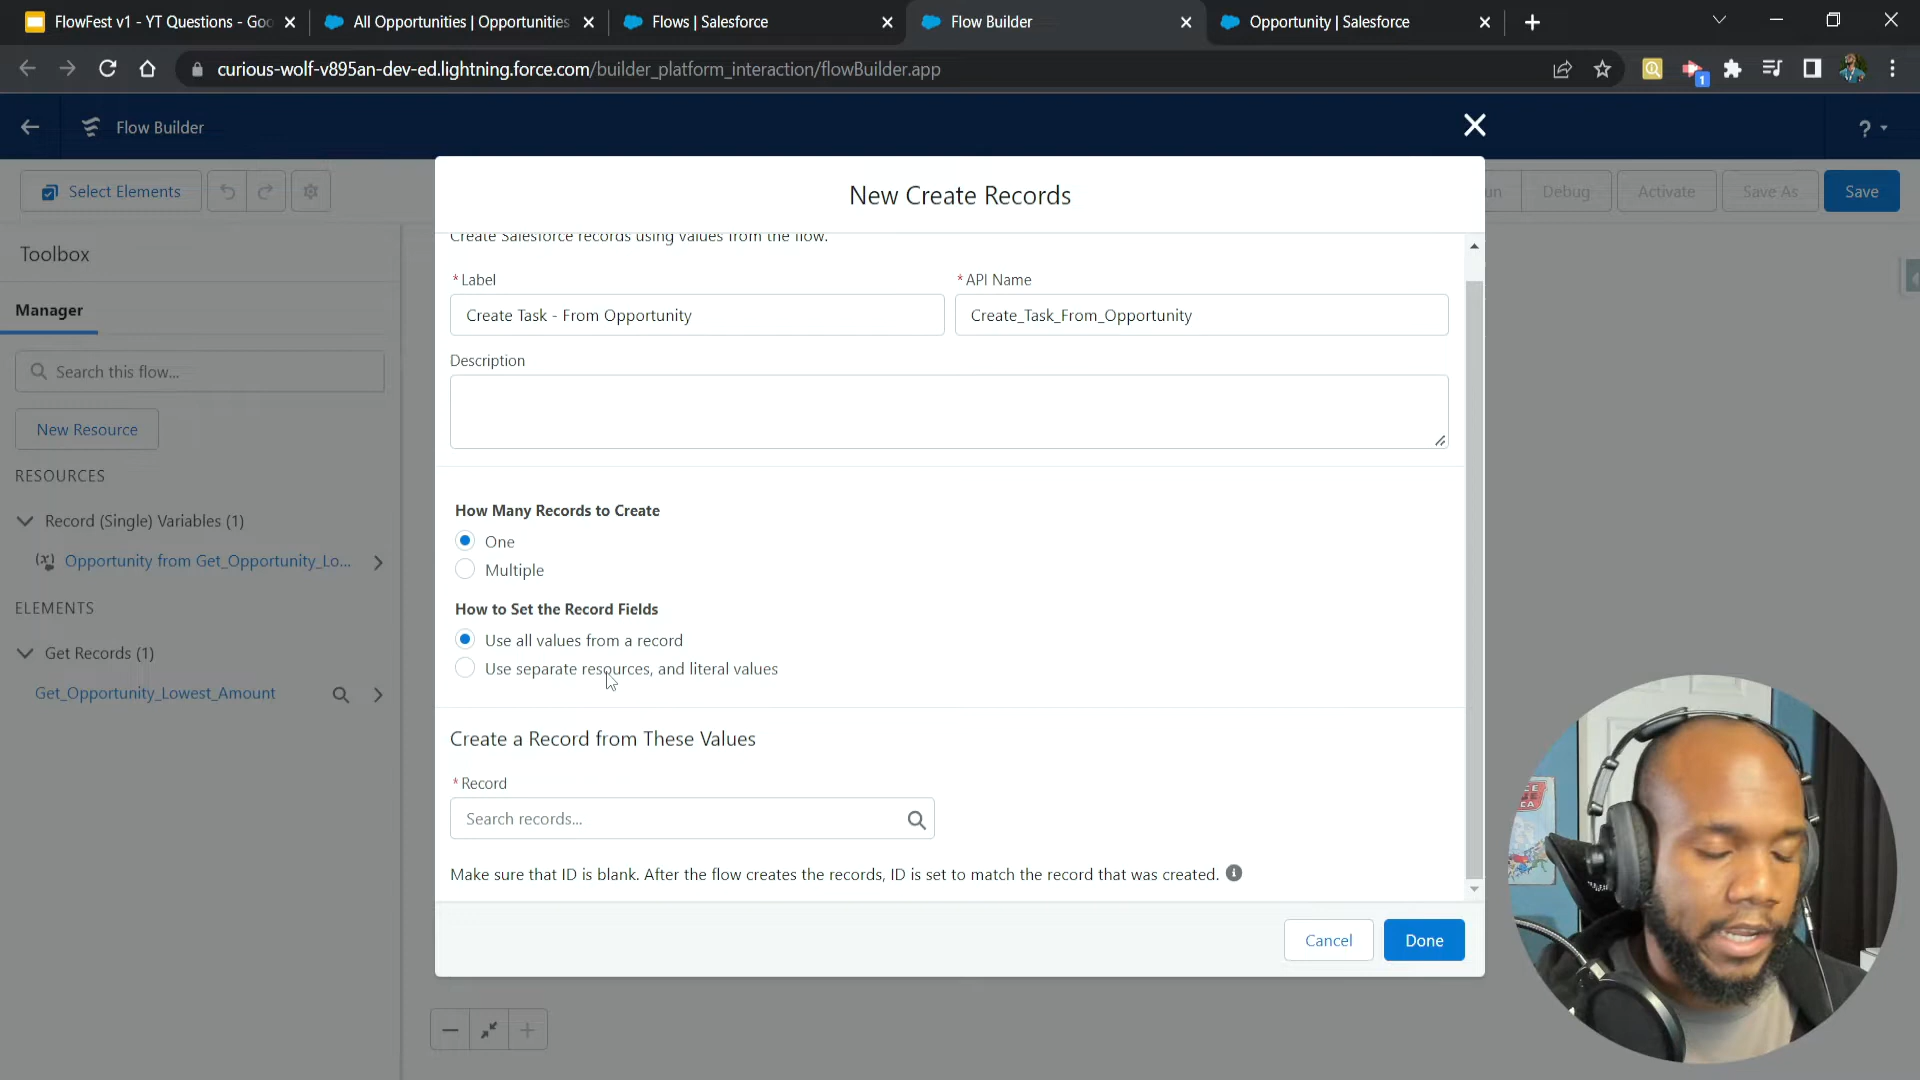 FlowFest v1 - YT Questions - Goo
All Opportunities | Opportunities
Flows | Salesforce
Flow Builder
Opportunity | Salesforce
curious-wolf-v895an-dev-ed.lightning.force.com/builder_platform_interaction/flowBuilder.app
1
Flow Builder
?
Select Elements
Debug
Activate
Save As
Save
New Create Records
Toolbox
Create Salesforce records using values from the flow.
* Label
* API Name
Manager
Create Task - From Opportunity
Create_Task_From_Opportunity
Description
Search this flow...
New Resource
RESOURCES
How Many Records to Create
Record (Single) Variables (1)
One
Opportunity from Get_Opportunity_Lo...
Multiple
ELEMENTS
How to Set the Record Fields
Use all values from a record
Get Records (1)
Use separate resources, and literal values
Get_Opportunity_Lowest_Amount
Create a Record from These Values
* Record
Search records...
Make sure that ID is blank. After the flow creates the records, ID is set to match the record that was created.
Cancel
Done